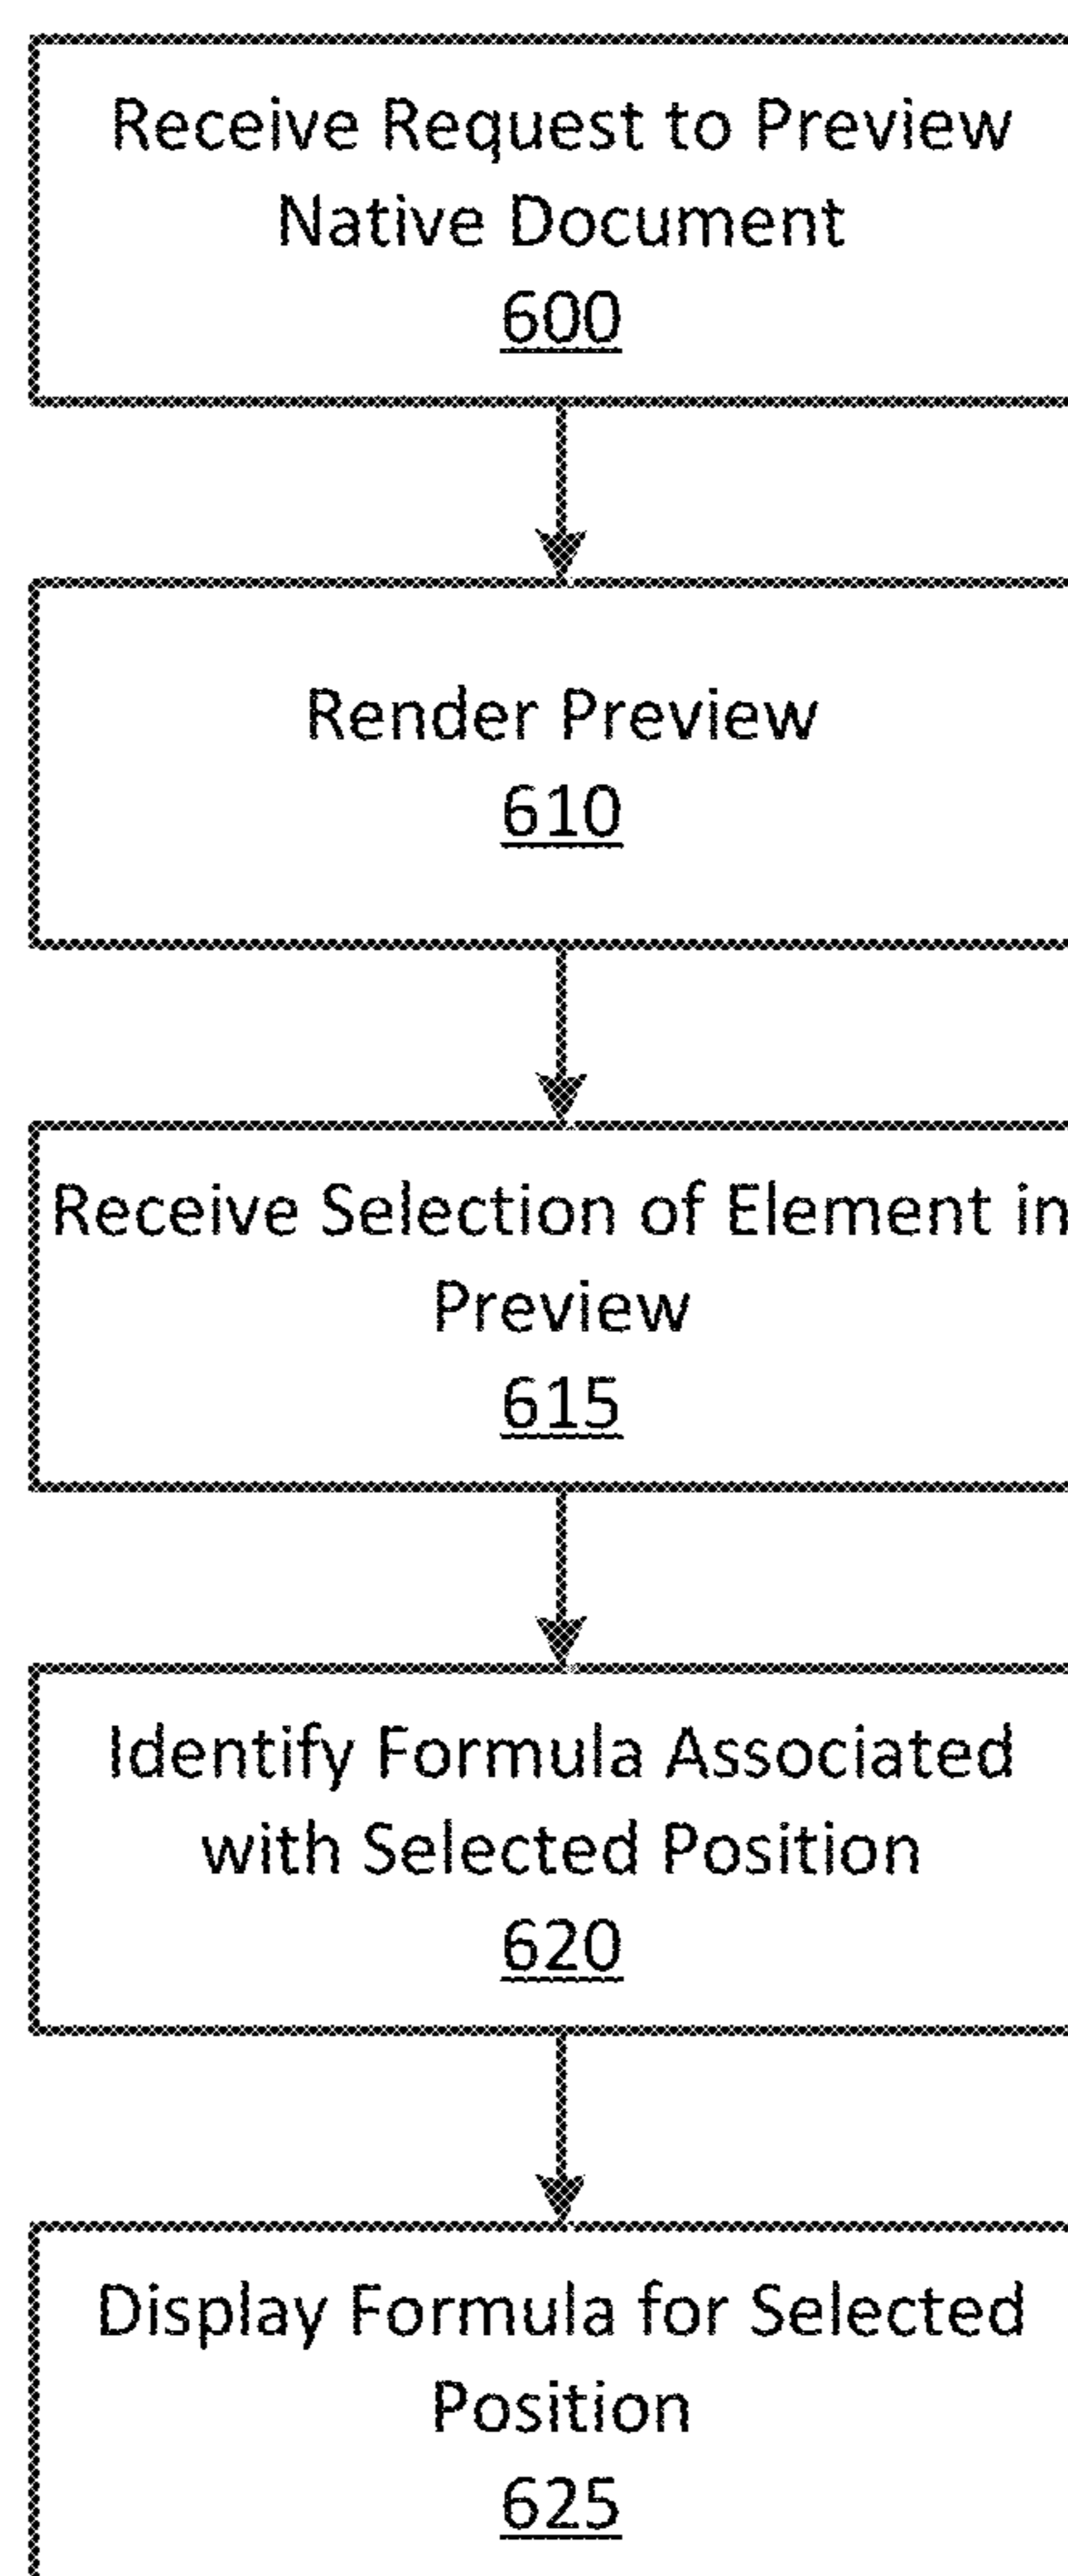 Receive Request to Preview
Native Document
600
Render Preview
610
Receive Selection of Element in
Preview
615
Identify Formula Associated
with Selected Position
620
Display Formula for Selected
Position
625